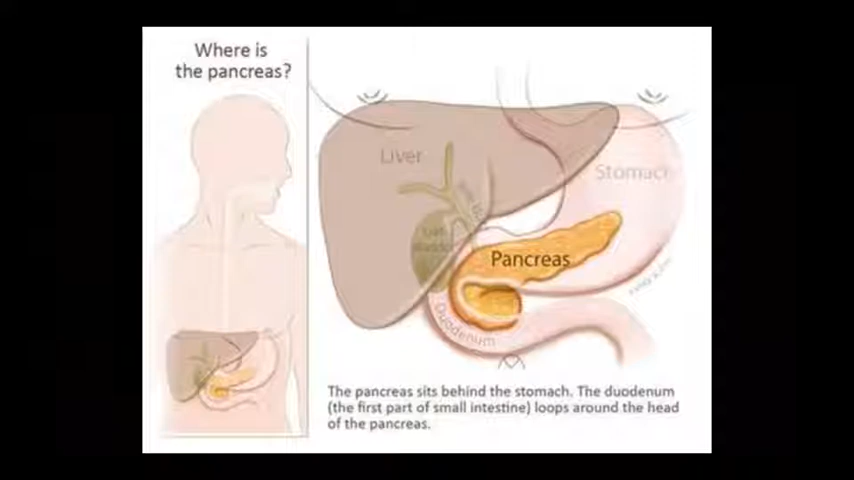 Where is
the pancreas?
Liver
Stomach
Gall
bladder
Pancreas
Duodenum
The pancreas sits behind the stomach. The duodenum
(the first part of small intestine) loops around the head
of the pancreas.